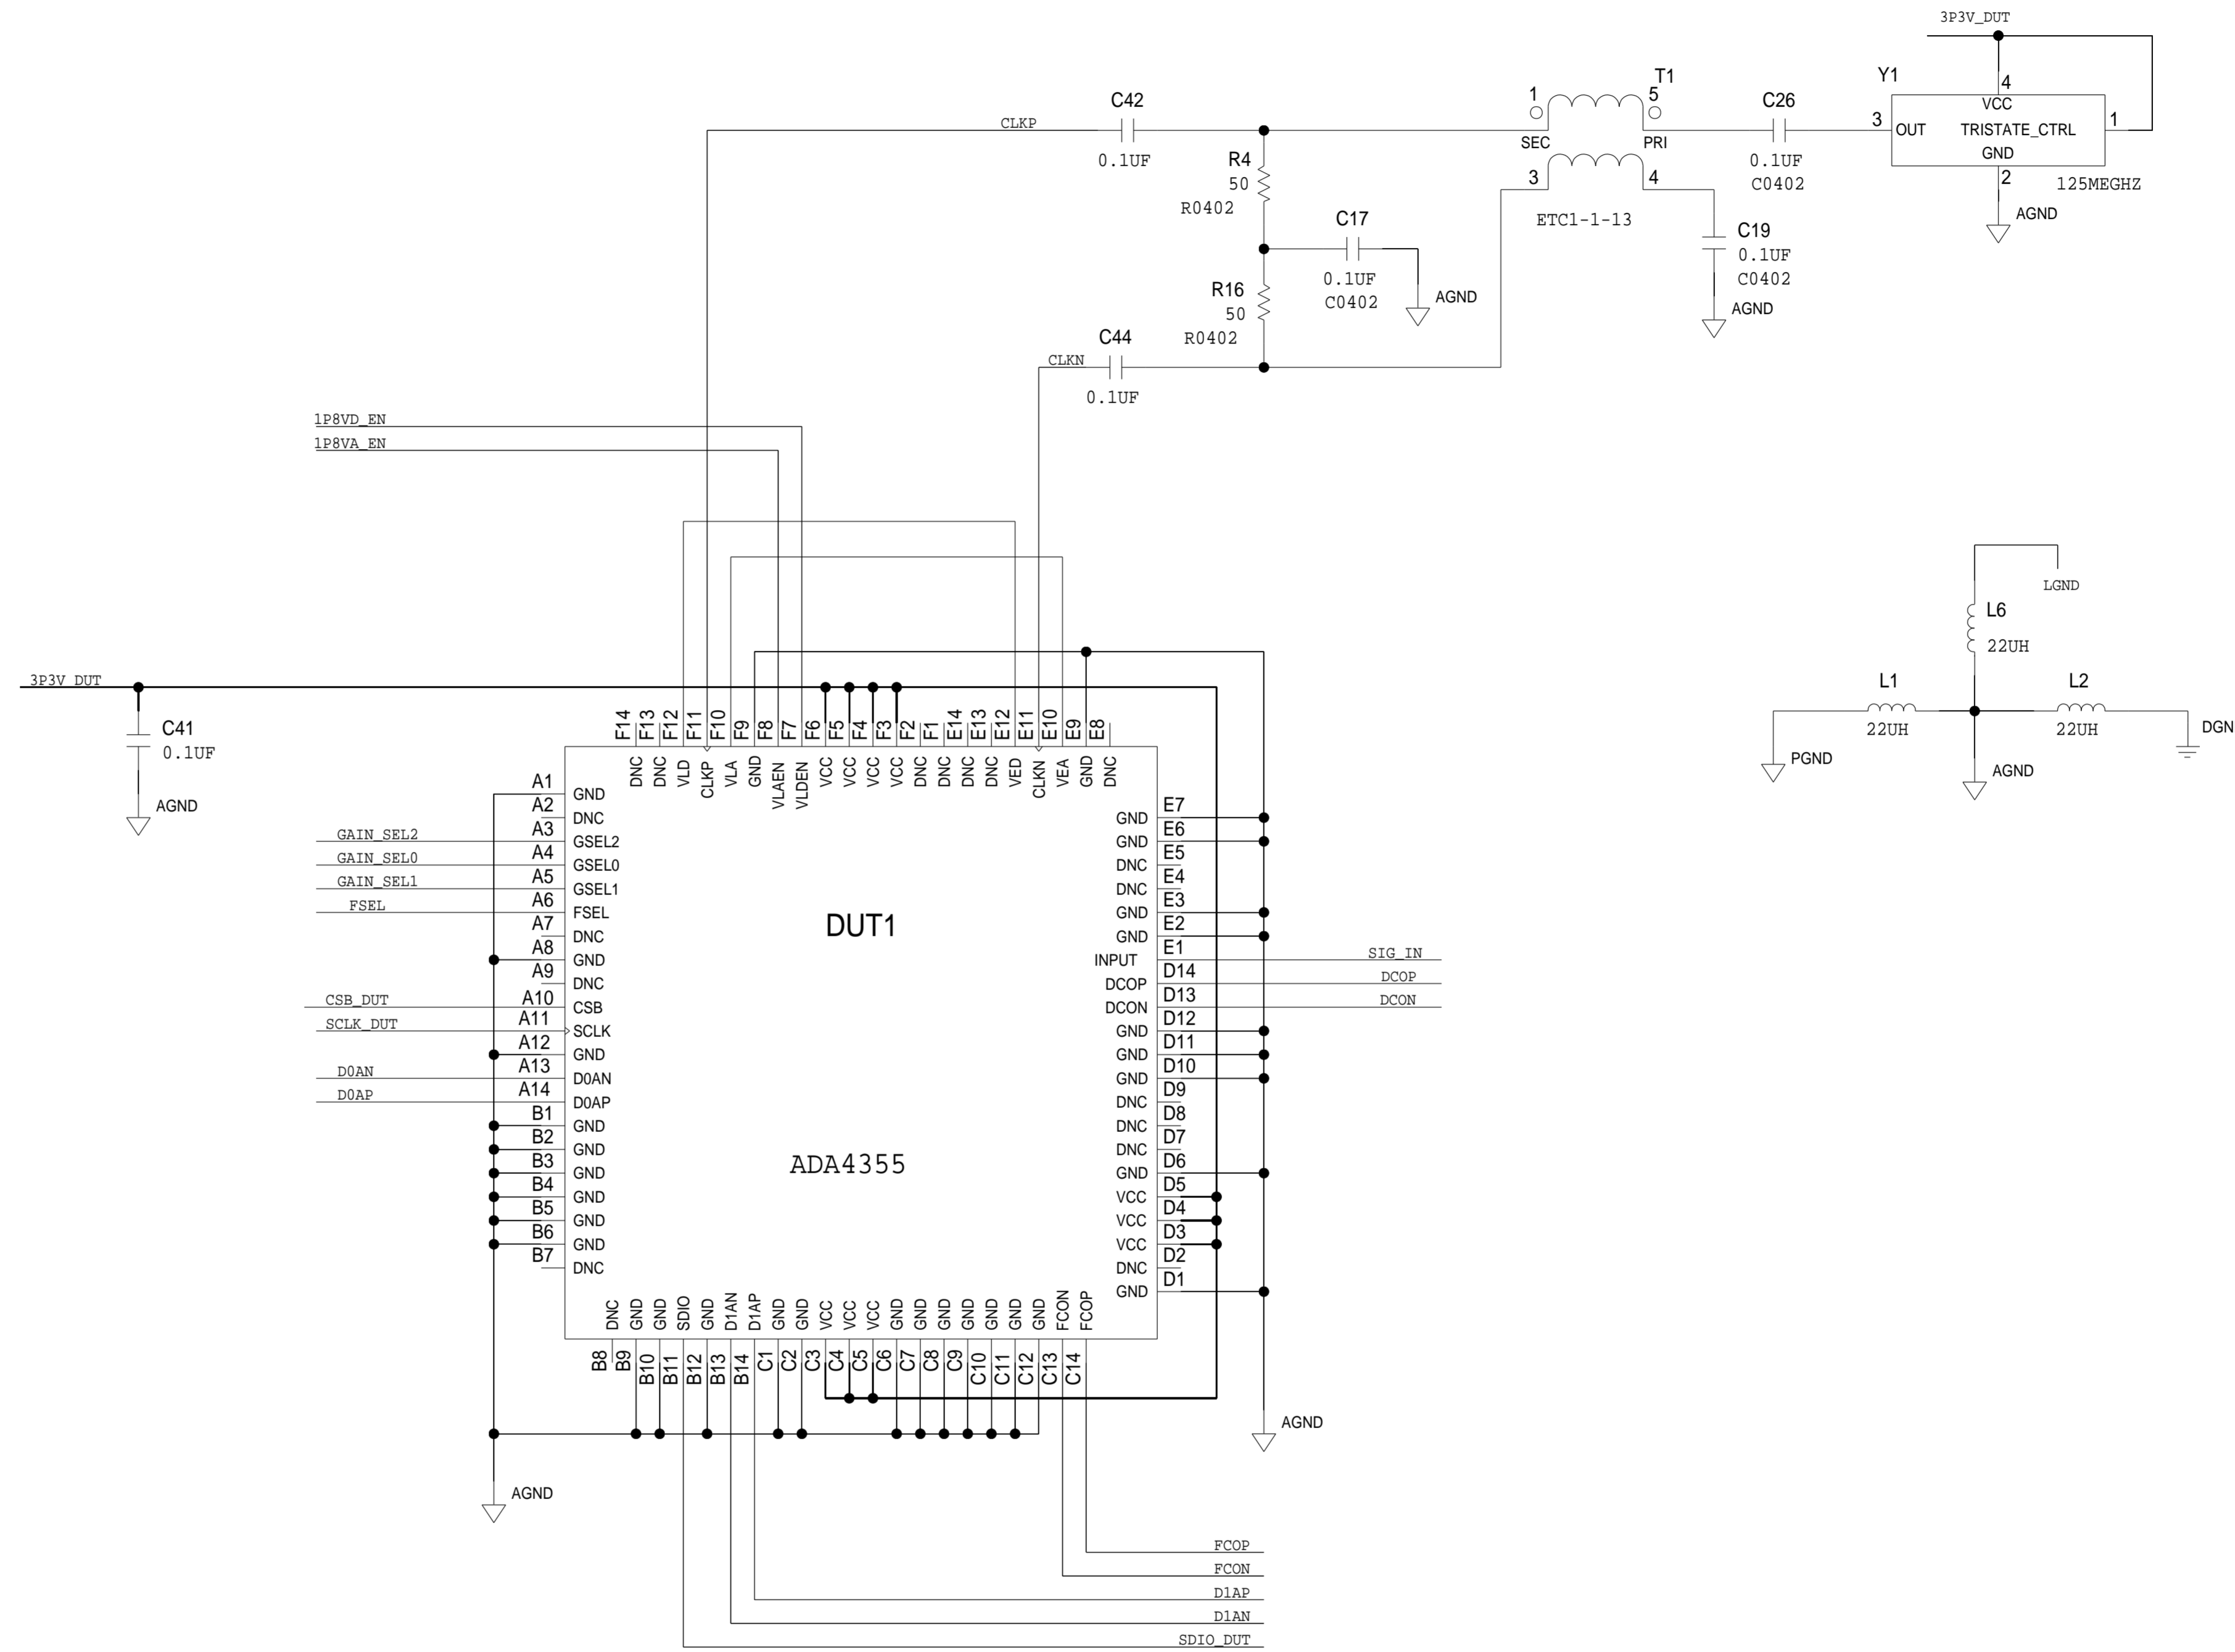 3P3V_DUT
Y1
4
VCC
3
OUT
TRISTATE_CTRL
1
GND
2
125MEGHZ
AGND
T1
1
5
SEC
PRI
3
4
ETC1-1-13
C26
0.1UF
C0402
C19
0.1UF
C0402
AGND
C42
CLKP
0.1UF
R4
50
R0402
C17
0.1UF
C0402
AGND
R16
50
R0402
C44
CLKN
0.1UF
1P8VD_EN
1P8VA_EN
LGND
L6
22UH
L1
22UH
L2
22UH
PGND
AGND
DGN
3P3V_DUT
C41
0.1UF
AGND
F14 DNC
F13 DNC
F12 VLD
F11 CLKP
F10 VLA
F9 GND
F8 VLAEN
F7 VLDEN
F6 VCC
F5 VCC
F4 VCC
F3 VCC
F2 DNC
F1 DNC
E14 DNC
E13 DNC
E12 VED
E11 CLKN
E10 VEA
E9 GND
E8 DNC
A1 GND
A2 DNC
GAIN_SEL2 A3 GSEL2
GAIN_SEL0 A4 GSEL0
GAIN_SEL1 A5 GSEL1
FSEL A6 FSEL
A7 DNC
A8 GND
A9 DNC
CSB_DUT A10 CSB
SCLK_DUT A11 SCLK
A12 GND
D0AN A13 D0AN
D0AP A14 D0AP
B1 GND
B2 GND
B3 GND
B4 GND
B5 GND
B6 GND
B7 DNC
DUT1
ADA4355
GND E7
GND E6
DNC E5
DNC E4
GND E3
GND E2
INPUT E1 SIG_IN
DCOP D14 DCOP
DCON D13 DCON
GND D12
GND D11
GND D10
DNC D9
DNC D8
DNC D7
GND D6
VCC D5
VCC D4
VCC D3
DNC D2
GND D1
DNC B8
GND B9
GND B10
SDIO B11
GND B12
D1AN B13
D1AP B14
GND C1
GND C2
VCC C3
VCC C4
VCC C5
GND C6
GND C7
GND C8
GND C9
GND C10
GND C11
GND C12
FCON C13
FCOP C14
AGND
AGND
FCOP
FCON
D1AP
D1AN
SDIO_DUT